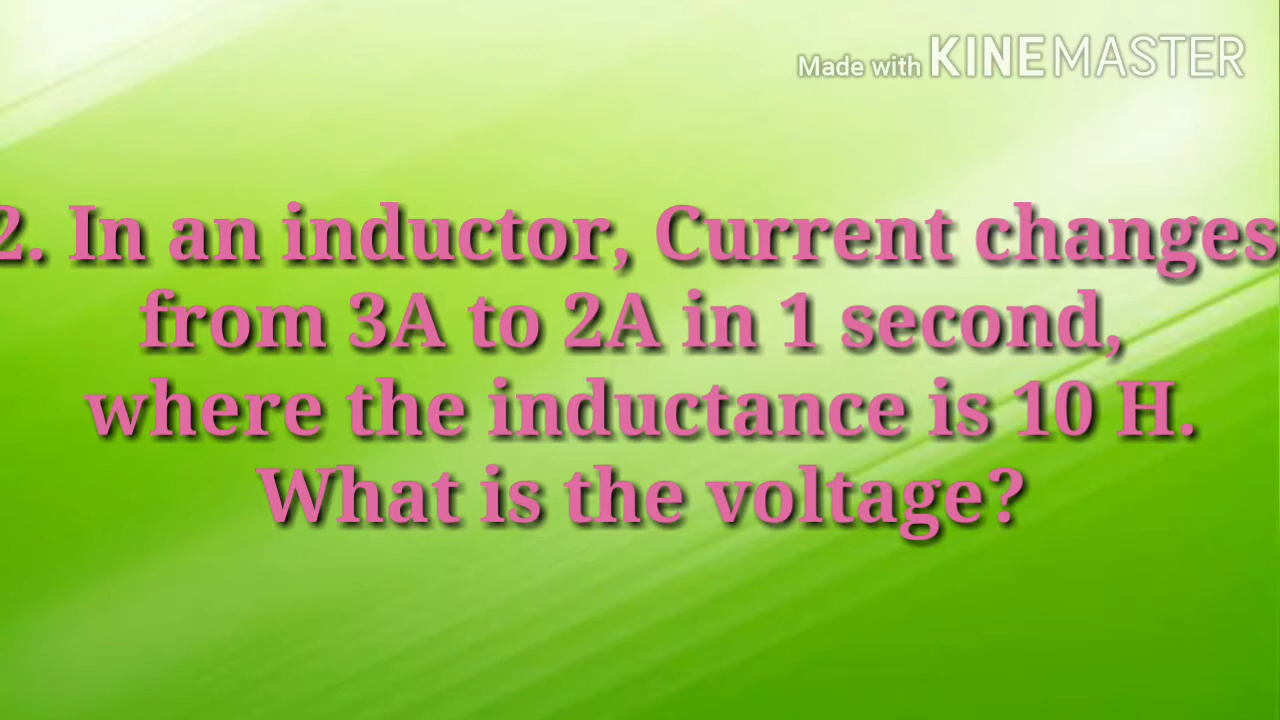 Made with KINEMASTER
2. In an inductor, Current changes
from 3A to 2A in 1 second,
where the inductance is 10 H.
What is the voltage?